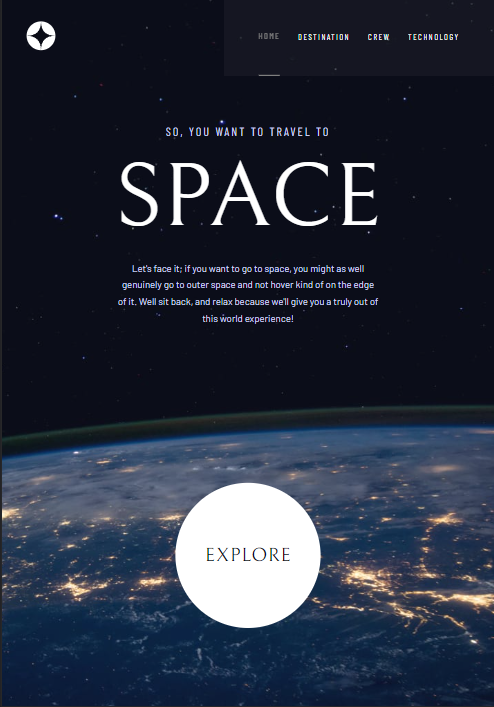 HOME DESTINATION CREW TECHNOLOGY
SO, YOU WANT TO TRAVEL TO
SPACE
Let's face it; if you want to go to space, you might as well
genuinely go to outer space and not hover kind of on the edge
of it. Well sit back, and relax because we'll give you a truly out of
this world experience!
EXPLORE